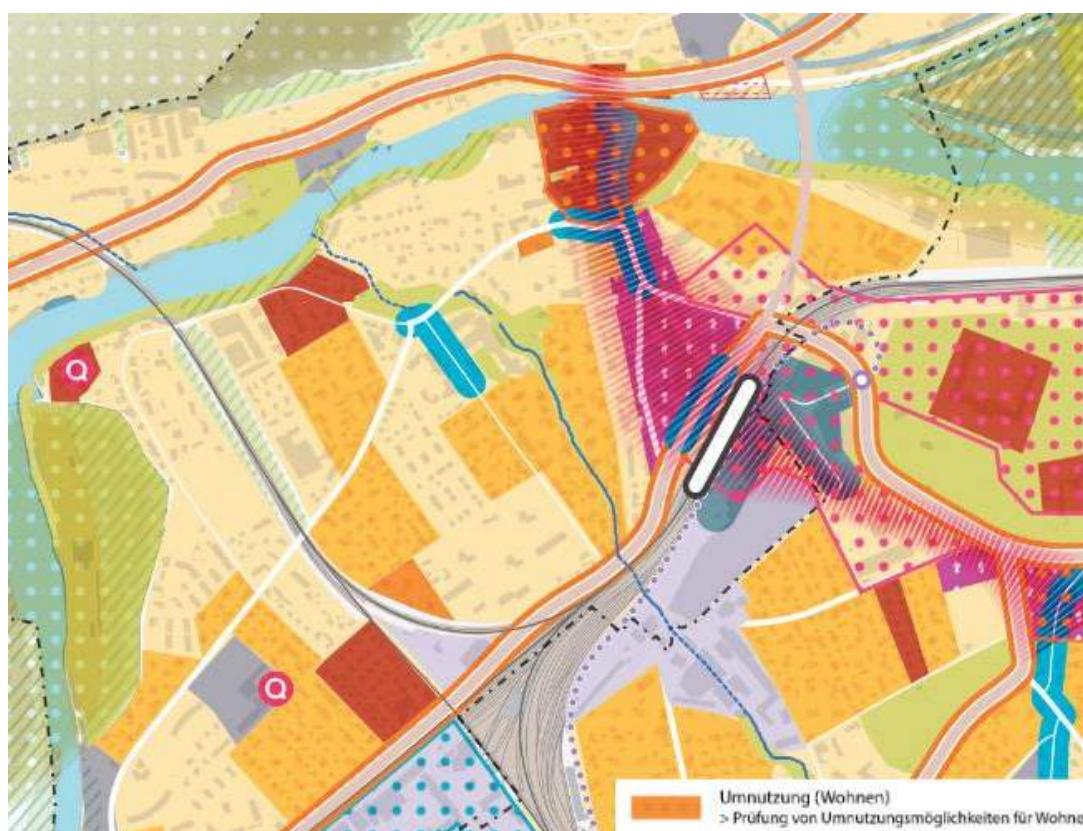 Q
Q
Umnutzung (Wohnen)
> Prüfung von Umnutzungsmöglichkeiten für Wohne